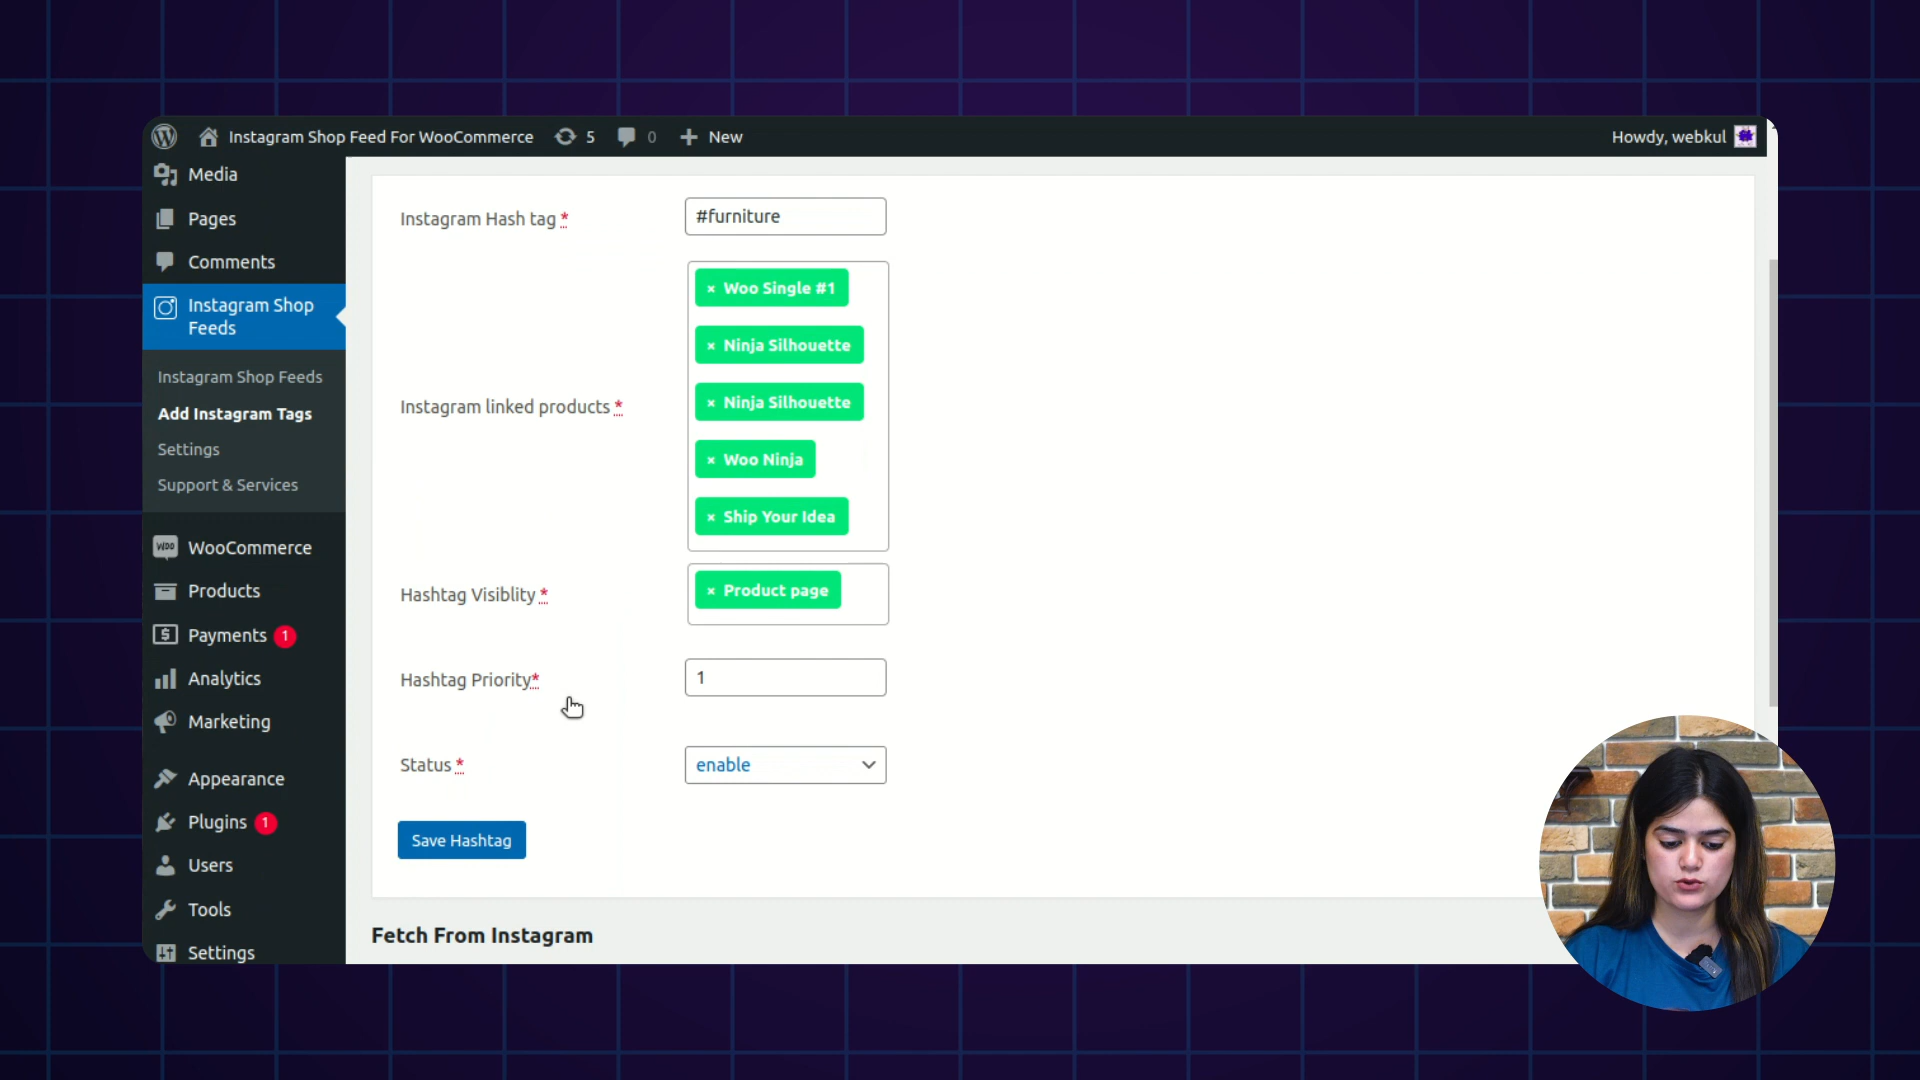 Instagram Shop Feed For WooCommerce 5 0 New Howdy, webkul
Media
Pages
Comments
Instagram Shop
Feeds
Instagram Shop Feeds
Add Instagram Tags
Settings
Support & Services
WooCommerce
Products
Payments 1
Analytics
Marketing
Appearance
Plugins 1
Users
Tools
Settings
Instagram Hash tag * #furniture
Instagram linked products *
× Woo Single #1
× Ninja Silhouette
× Ninja Silhouette
× Woo Ninja
× Ship Your Idea
Hashtag Visiblity * × Product page
Hashtag Priority* 1
Status * enable
Save Hashtag
Fetch From Instagram